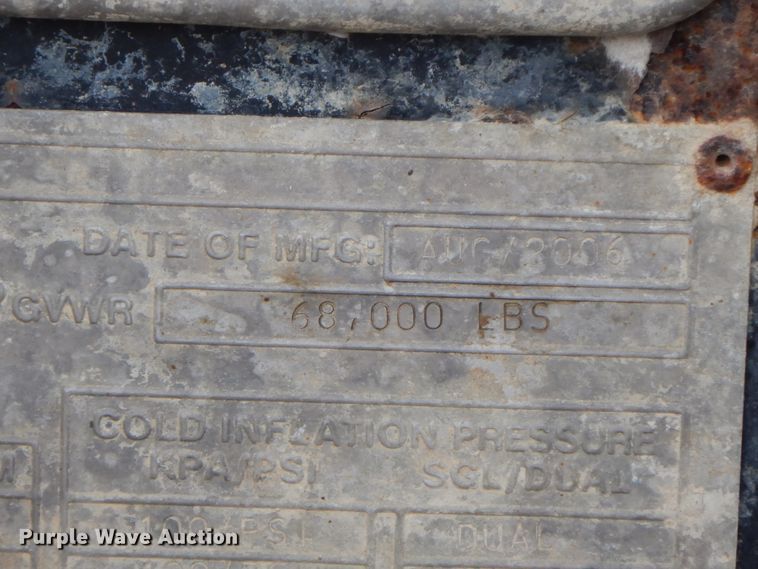 DATE OF MFG: AUG/2006
GVWR 68,000 LBS
COLD INFLATION PRESSURE
KPA/PSI SGL/DUAL
100/PSI DUAL
Purple Wave Auction